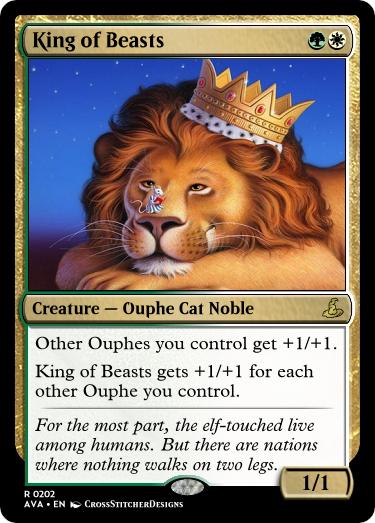 King of Beasts
Creature — Ouphe Cat Noble
Other Ouphes you control get +1/+1.
King of Beasts gets +1/+1 for each
other Ouphe you control.
For the most part, the elf-touched live
among humans. But there are nations
where nothing walks on two legs.
1/1
R 0202
AVA • EN CrossStitcherDesigns